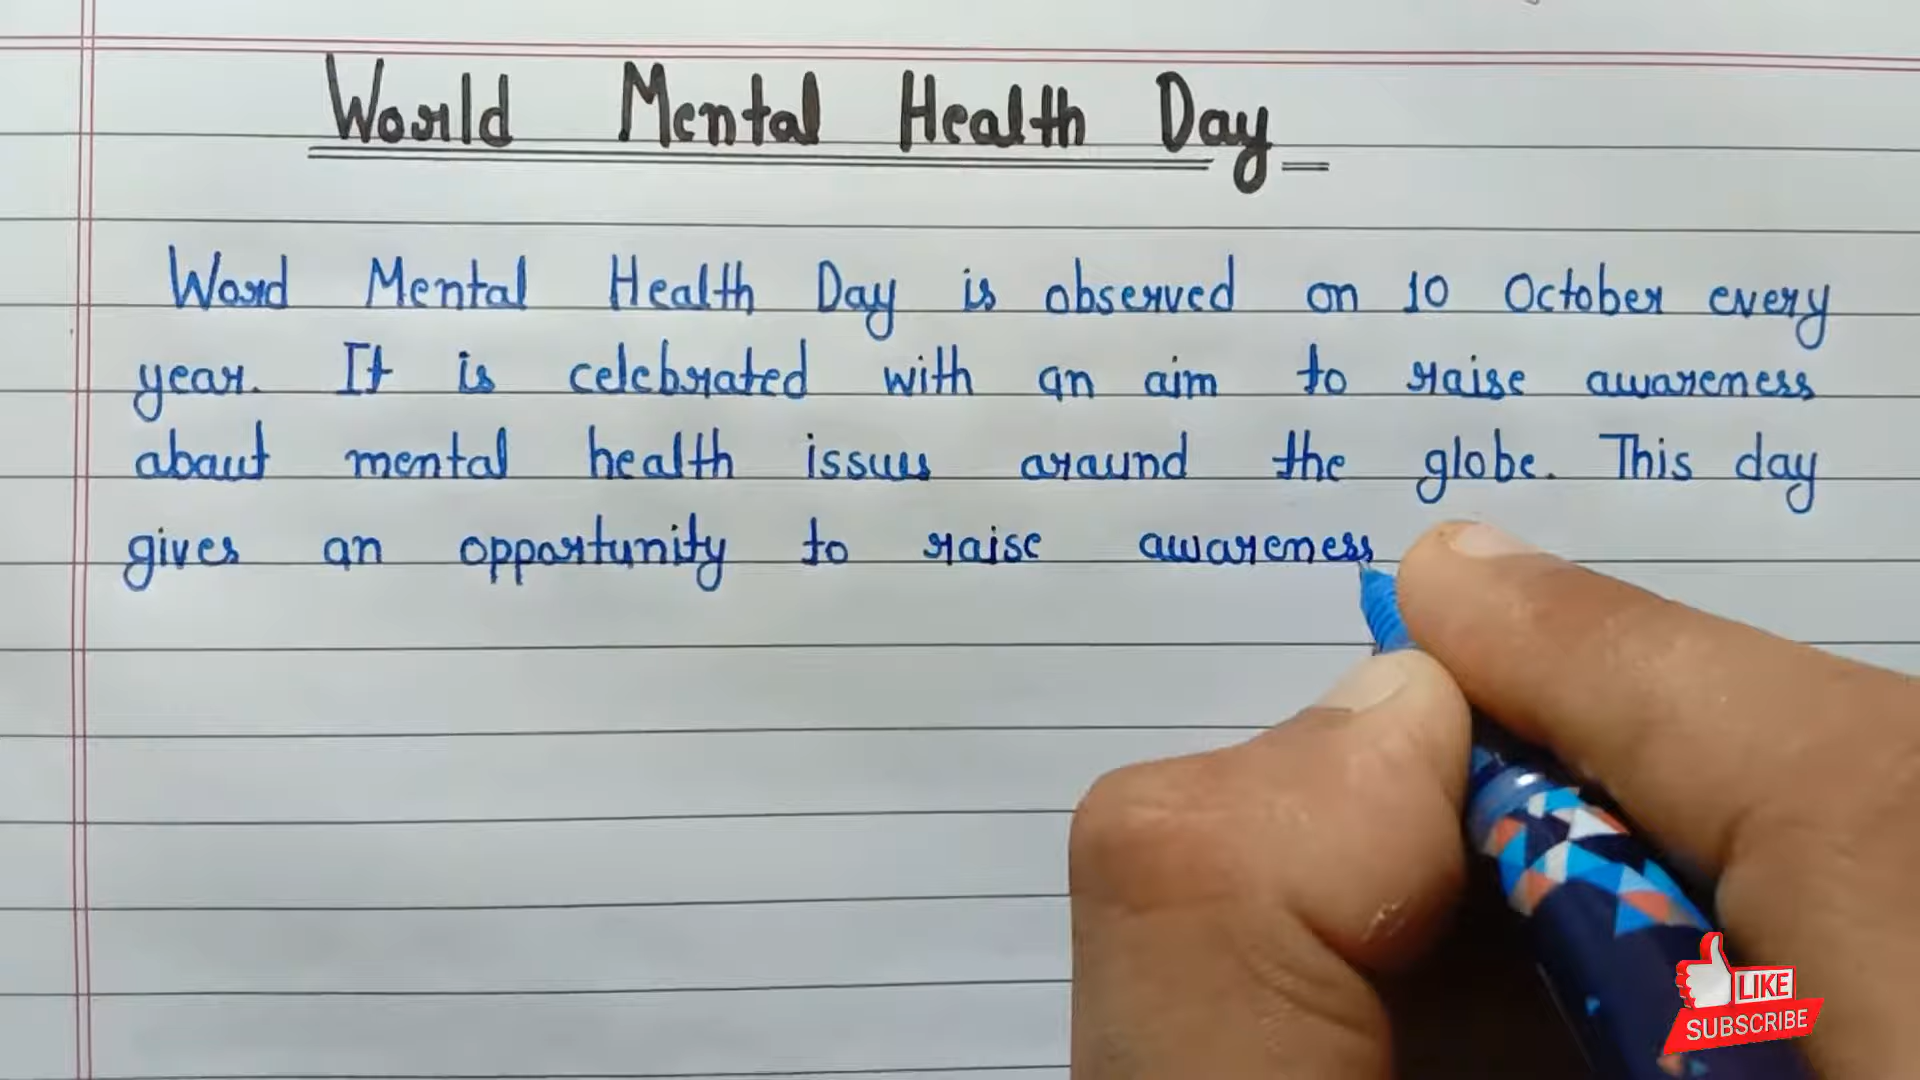 World Mental Health Day
Word Mental Health Day is observed on 10 October every
year. It is celebrated with an aim to raise awareness
about mental health issues around the globe. This day
gives an opportunity to raise awareness
LIKE
SUBSCRIBE